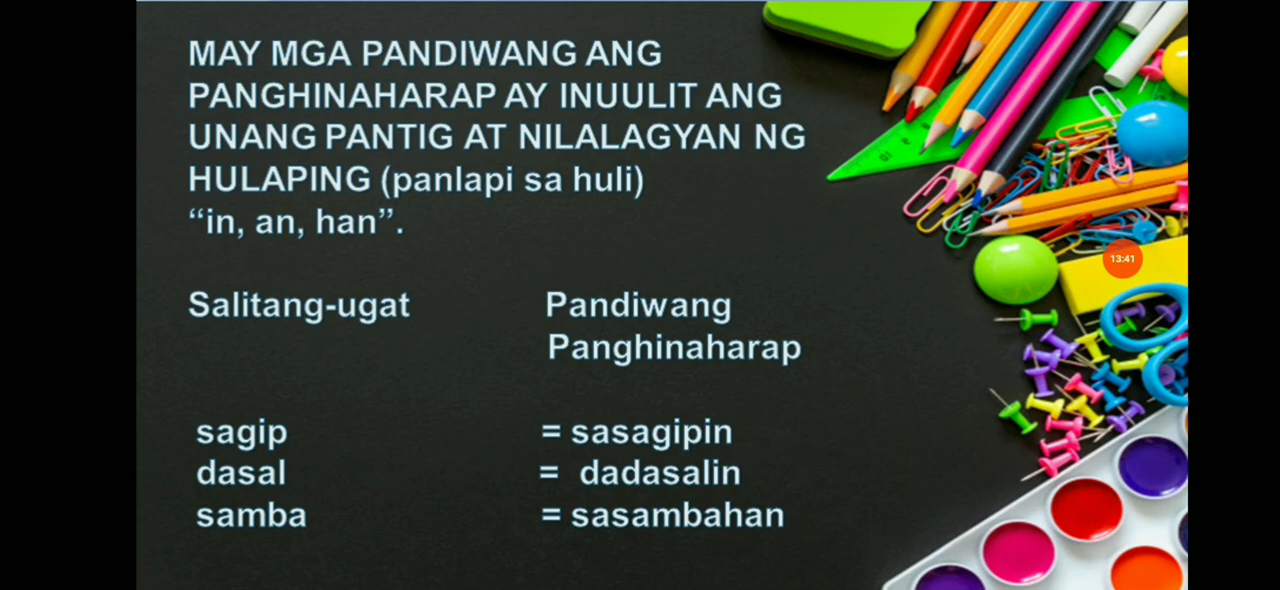 MAY MGA PANDIWANG ANG
PANGHINAHARAP AY INUULIT ANG
UNANG PANTIG AT NILALAGYAN NG
HULAPING (panlapi sa huli)
“in, an, han”.
13:41
Salitang-ugat Pandiwang
Panghinaharap
sagip = sasagipin
dasal = dadasalin
samba = sasambahan